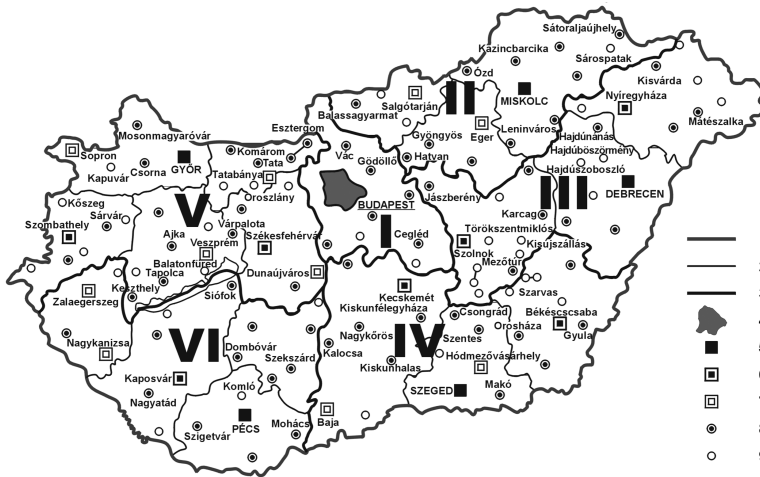 Sátoraljaújhely
Kazincbarcika
Sárospatak
Ózd
Kisvárda
II
Salgótarján
Nyíregyháza
MISKOLC
Balassagyarmat
Mátészalka
Mosonmagyaróvár
Esztergom
Leninváros
Hajdúnánás
Gyöngyös
Eger
Komárom
Vác
Hajdúböszörmény
Sopron
Hatvan
Tata
Gödöllő
Kapuvár
Csorna
GYŐR
Hajdúszoboszló
Tatabánya
III
DEBRECEN
Oroszlány
Jászberény
Kőszeg
BUDAPEST
V
Sárvár
Karcag
Szombathely
Várpalota
I
Törökszentmiklós
Ajka
Székesfehérvár
Cegléd
Veszprém
Kisújszállás
Szolnok
Balatonfüred
Mezőtúr
Tapolca
Dunaújváros
Keszthely
Siófok
Zalaegerszeg
Kecskemét
Szarvas
Kiskunfélegyháza
Csongrád
Békéscsaba
VI
Nagykőrös
IV
Orosháza
Gyula
Nagykanizsa
Szentes
Dombóvár
Kalocsa
Szekszárd
Hódmezővásárhely
Kiskunhalas
Kaposvár
Komló
Nagyatád
SZEGED
Makó
Baja
Szigetvár
PÉCS
Mohács